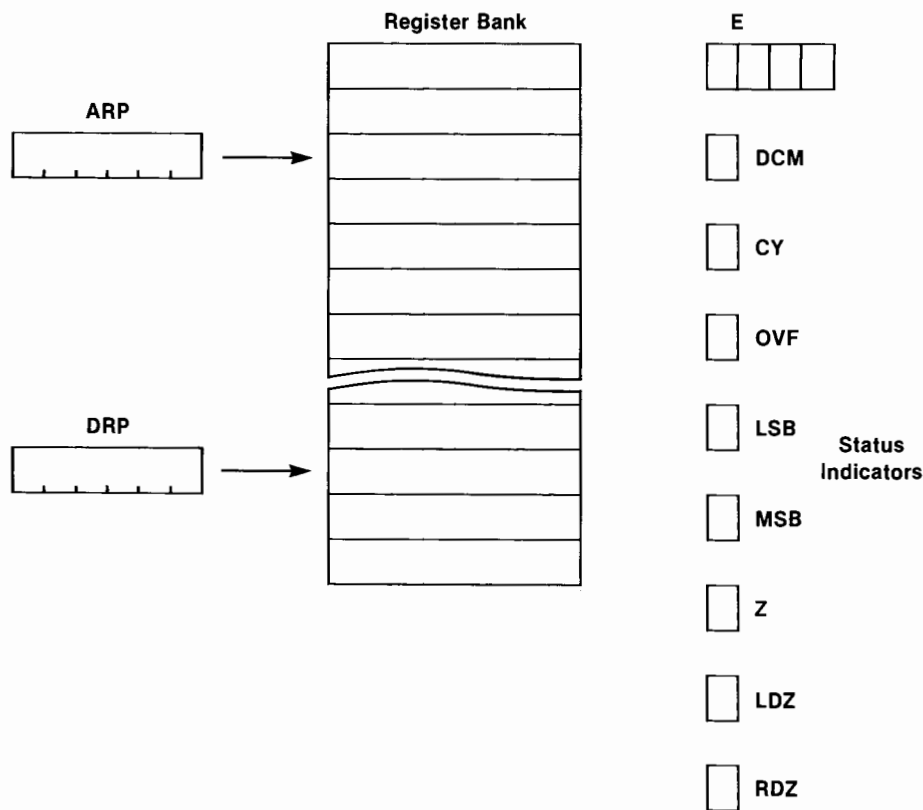 Register Bank
E
ARP
DCM
CY
OVF
DRP
LSB
Status
Indicators
MSB
Z
LDZ
RDZ